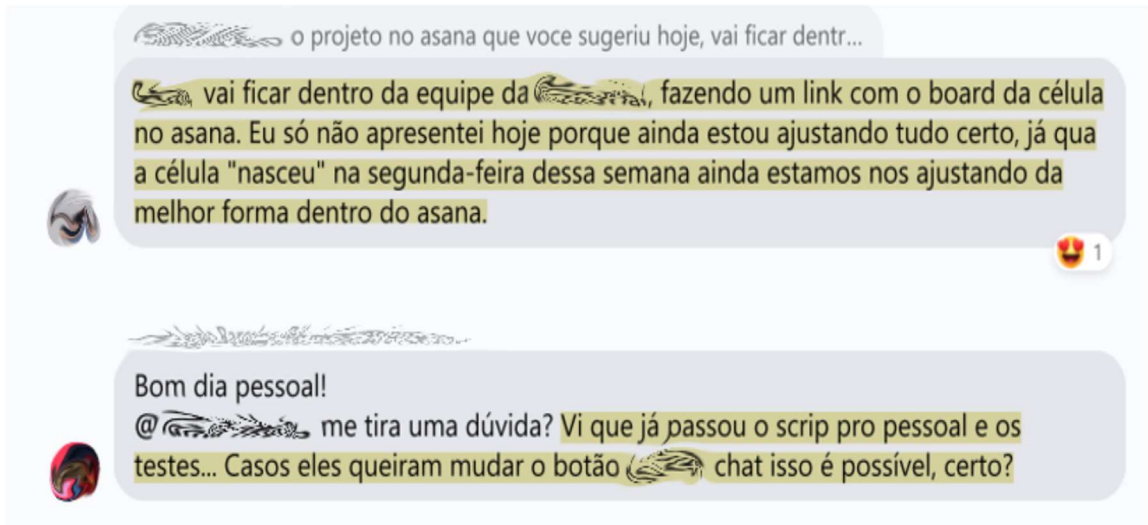 o projeto no asana que voce sugeriu hoje, vai ficar dentr...
vai ficar dentro da equipe da , fazendo um link com o board da célula
no asana. Eu só não apresentei hoje porque ainda estou ajustando tudo certo, já qua
a célula "nasceu" na segunda-feira dessa semana ainda estamos nos ajustando da
melhor forma dentro do asana.
1
Bom dia pessoal!
@ me tira uma dúvida? Vi que já passou o scrip pro pessoal e os
testes... Casos eles queiram mudar o botão chat isso é possível, certo?